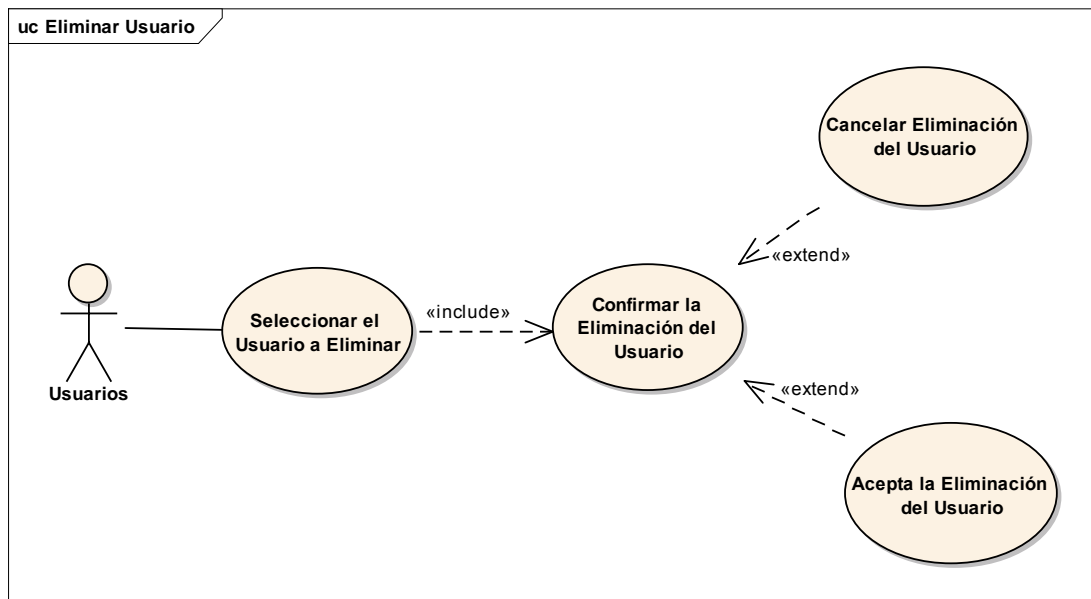 uc Eliminar Usuario
Cancelar Eliminación
del Usuario
«extend»
Usuarios
Seleccionar el
Usuario a Eliminar
«include»
Confirmar la
Eliminación del
Usuario
«extend»
Acepta la Eliminación
del Usuario